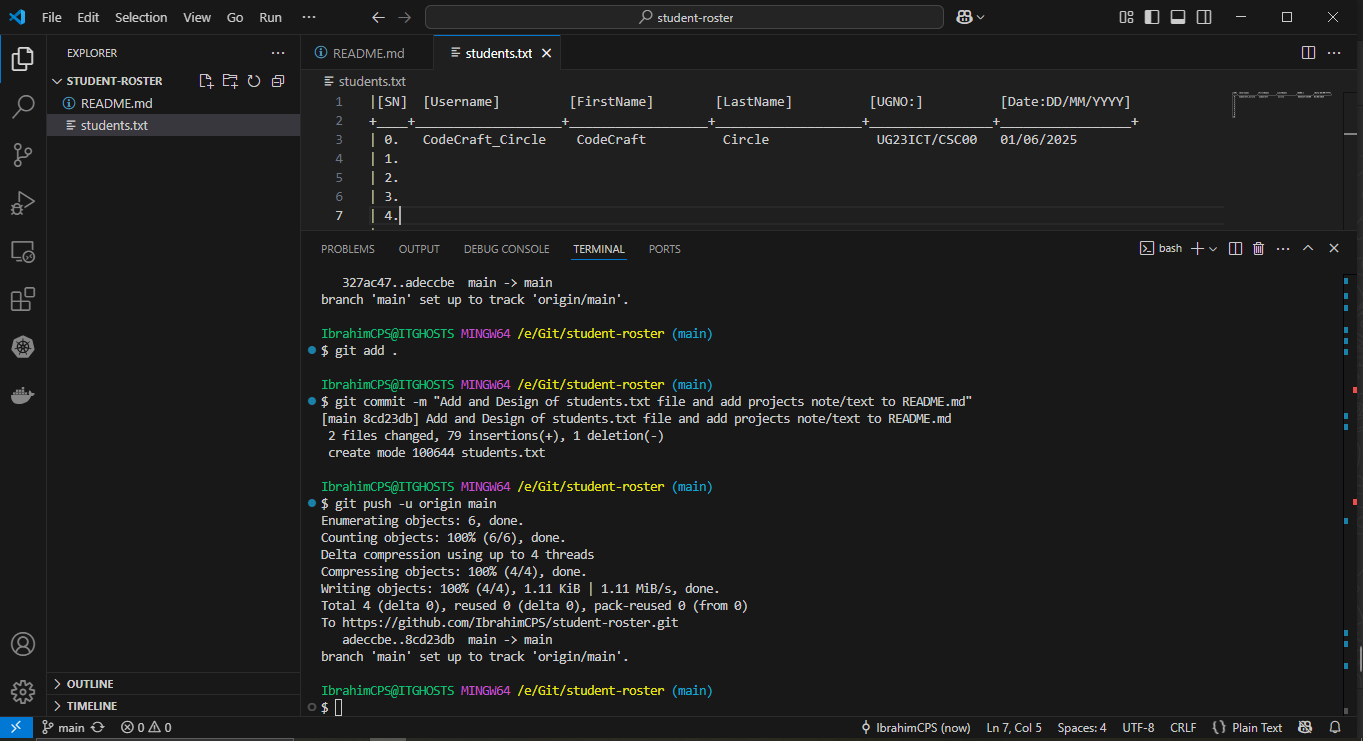 File Edit Selection View Go Run ··· student-roster
EXPLORER ···
STUDENT-ROSTER
README.md
students.txt
OUTLINE
TIMELINE
README.md students.txt
students.txt
1 |[SN] [Username] [FirstName] [LastName] [UGNO:] [Date:DD/MM/YYYY]
2 +____+___________________+__________________+___________________+________________+_________________+
3 | 0. CodeCraft_Circle CodeCraft Circle UG23ICT/CSC00 01/06/2025
4 | 1.
5 | 2.
6 | 3.
7 | 4.
PROBLEMS OUTPUT DEBUG CONSOLE TERMINAL PORTS bash
327ac47..adeccbe main -> main
branch 'main' set up to track 'origin/main'.
IbrahimCPS@ITGHOSTS MINGW64 /e/Git/student-roster (main)
$ git add .
IbrahimCPS@ITGHOSTS MINGW64 /e/Git/student-roster (main)
$ git commit -m "Add and Design of students.txt file and add projects note/text to README.md"
[main 8cd23db] Add and Design of students.txt file and add projects note/text to README.md
2 files changed, 79 insertions(+), 1 deletion(-)
create mode 100644 students.txt
IbrahimCPS@ITGHOSTS MINGW64 /e/Git/student-roster (main)
$ git push -u origin main
Enumerating objects: 6, done.
Counting objects: 100% (6/6), done.
Delta compression using up to 4 threads
Compressing objects: 100% (4/4), done.
Writing objects: 100% (4/4), 1.11 KiB | 1.11 MiB/s, done.
Total 4 (delta 0), reused 0 (delta 0), pack-reused 0 (from 0)
To https://github.com/IbrahimCPS/student-roster.git
adeccbe..8cd23db main -> main
branch 'main' set up to track 'origin/main'.
IbrahimCPS@ITGHOSTS MINGW64 /e/Git/student-roster (main)
$
main 0 0 IbrahimCPS (now) Ln 7, Col 5 Spaces: 4 UTF-8 CRLF {} Plain Text